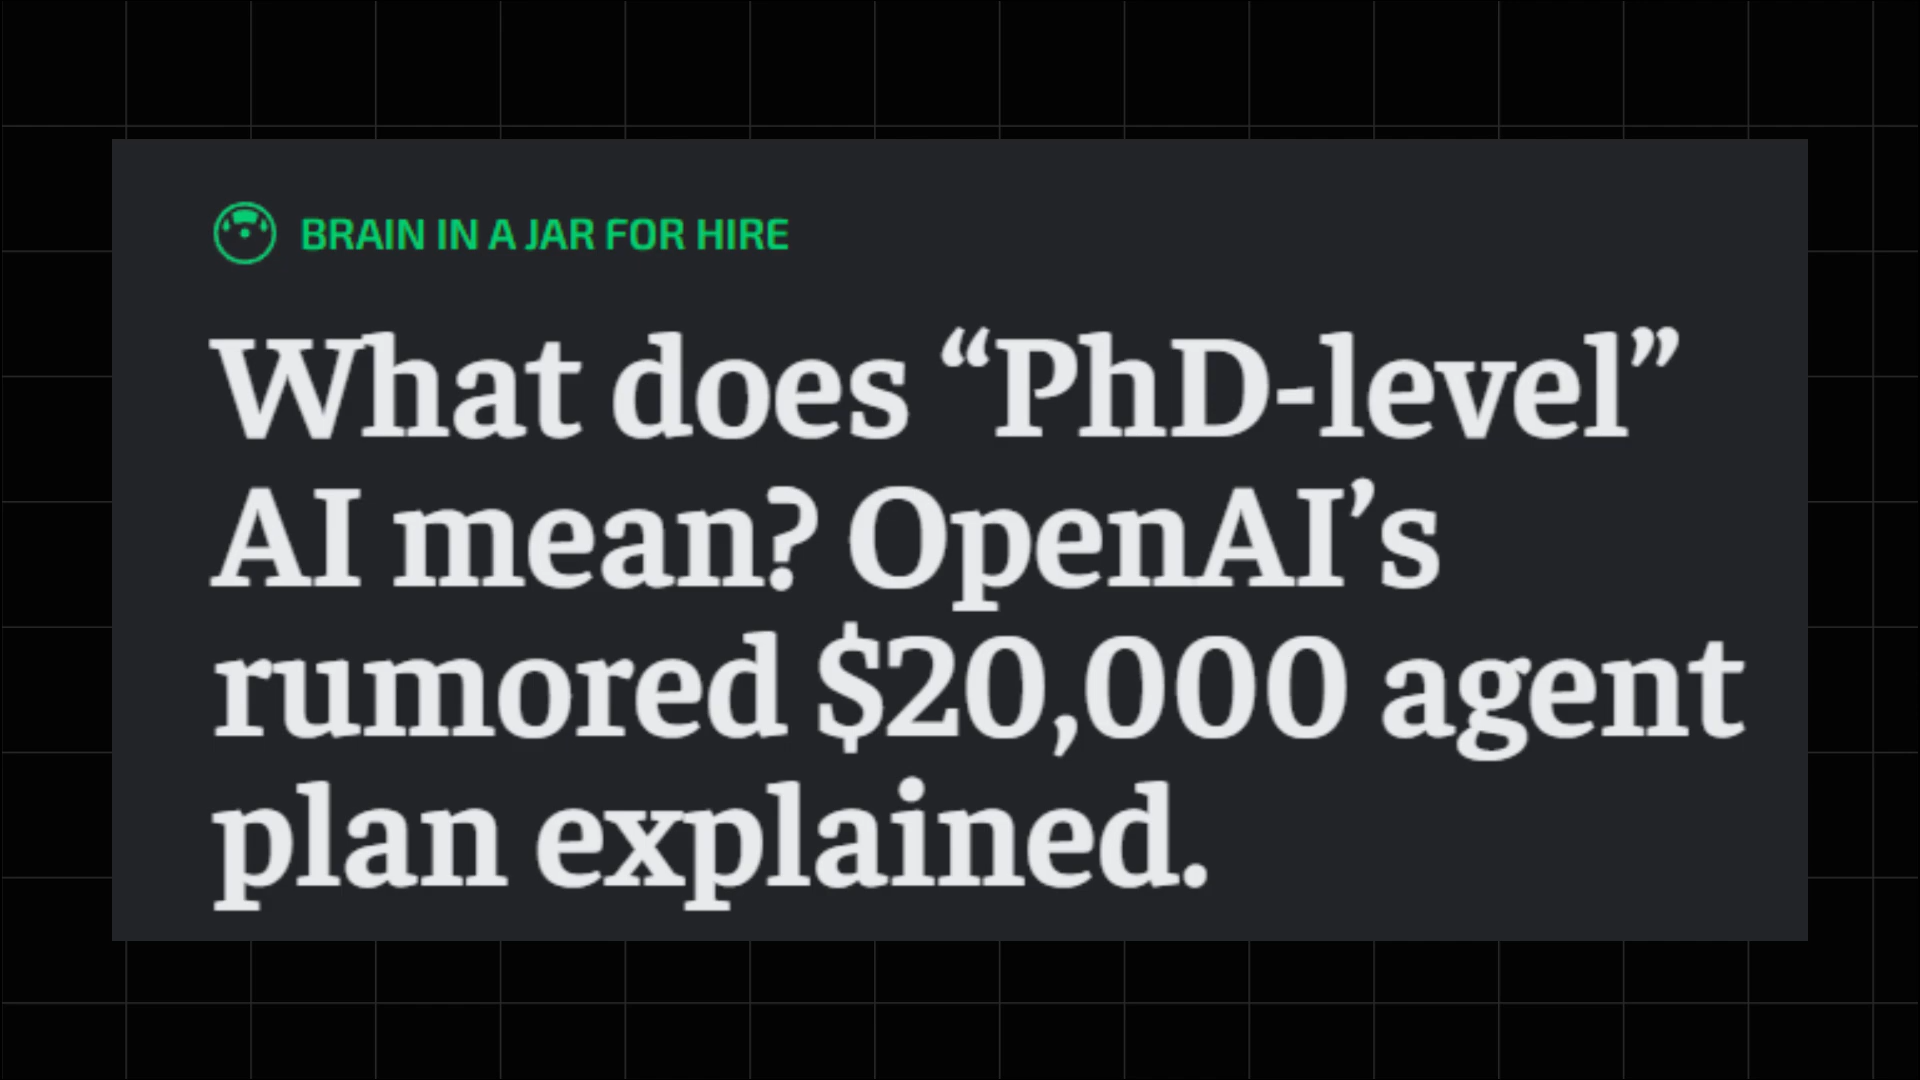 BRAIN IN A JAR FOR HIRE
What does “PhD-level”
AI mean? OpenAI’s
rumored $20,000 agent
plan explained.